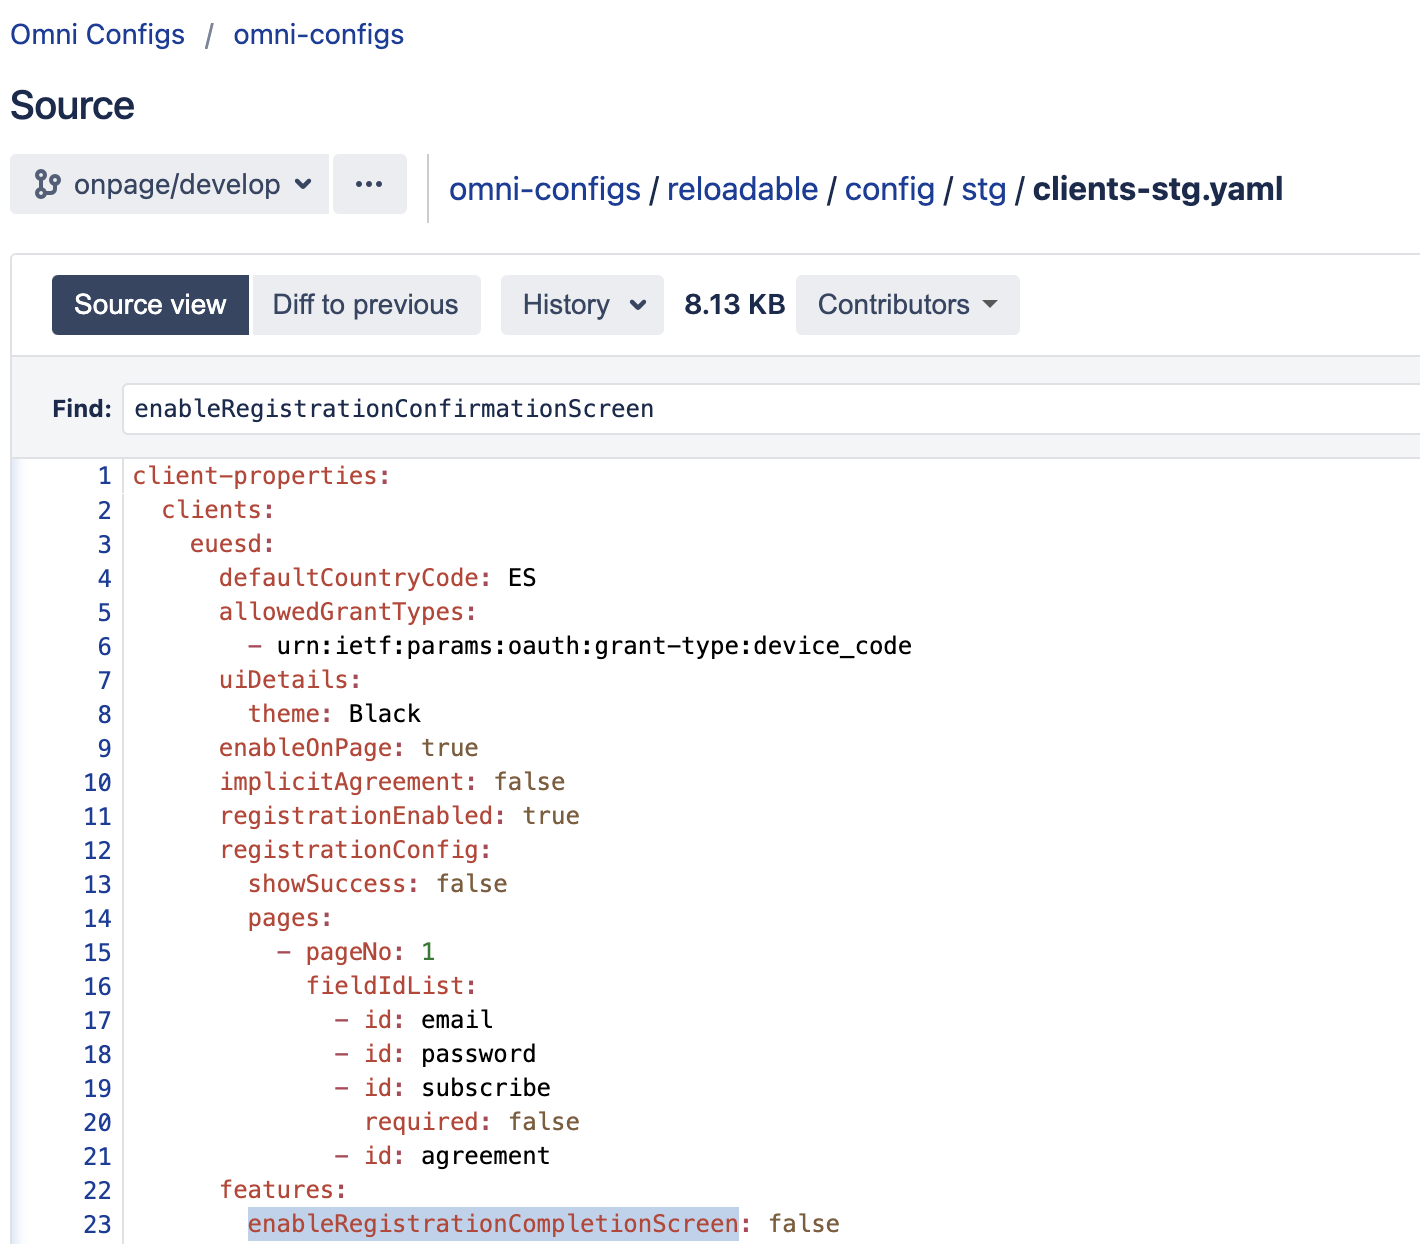 Omni Configs / omni-configs
Source
onpage/develop ... omni-configs / reloadable / config / stg / clients-stg.yaml
Source view Diff to previous History 8.13 KB Contributors
Find: enableRegistrationConfirmationScreen
1 client-properties:
2   clients:
3     euesd:
4       defaultCountryCode: ES
5       allowedGrantTypes:
6         - urn:ietf:params:oauth:grant-type:device_code
7       uiDetails:
8         theme: Black
9       enableOnPage: true
10       implicitAgreement: false
11       registrationEnabled: true
12       registrationConfig:
13         showSuccess: false
14         pages:
15           - pageNo: 1
16             fieldIdList:
17               - id: email
18               - id: password
19               - id: subscribe
20                 required: false
21               - id: agreement
22       features:
23         enableRegistrationCompletionScreen: false